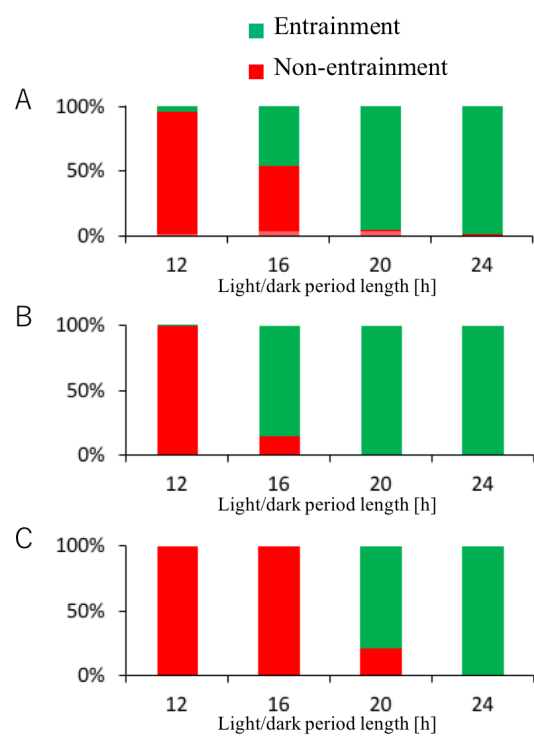 Entrainment
Non-entrainment
A
100%
50%
0%
12 16 20 24
Light/dark period length [h]
B
100%
50%
0%
12 16 20 24
Light/dark period length [h]
C
100%
50%
0%
12 16 20 24
Light/dark period length [h]